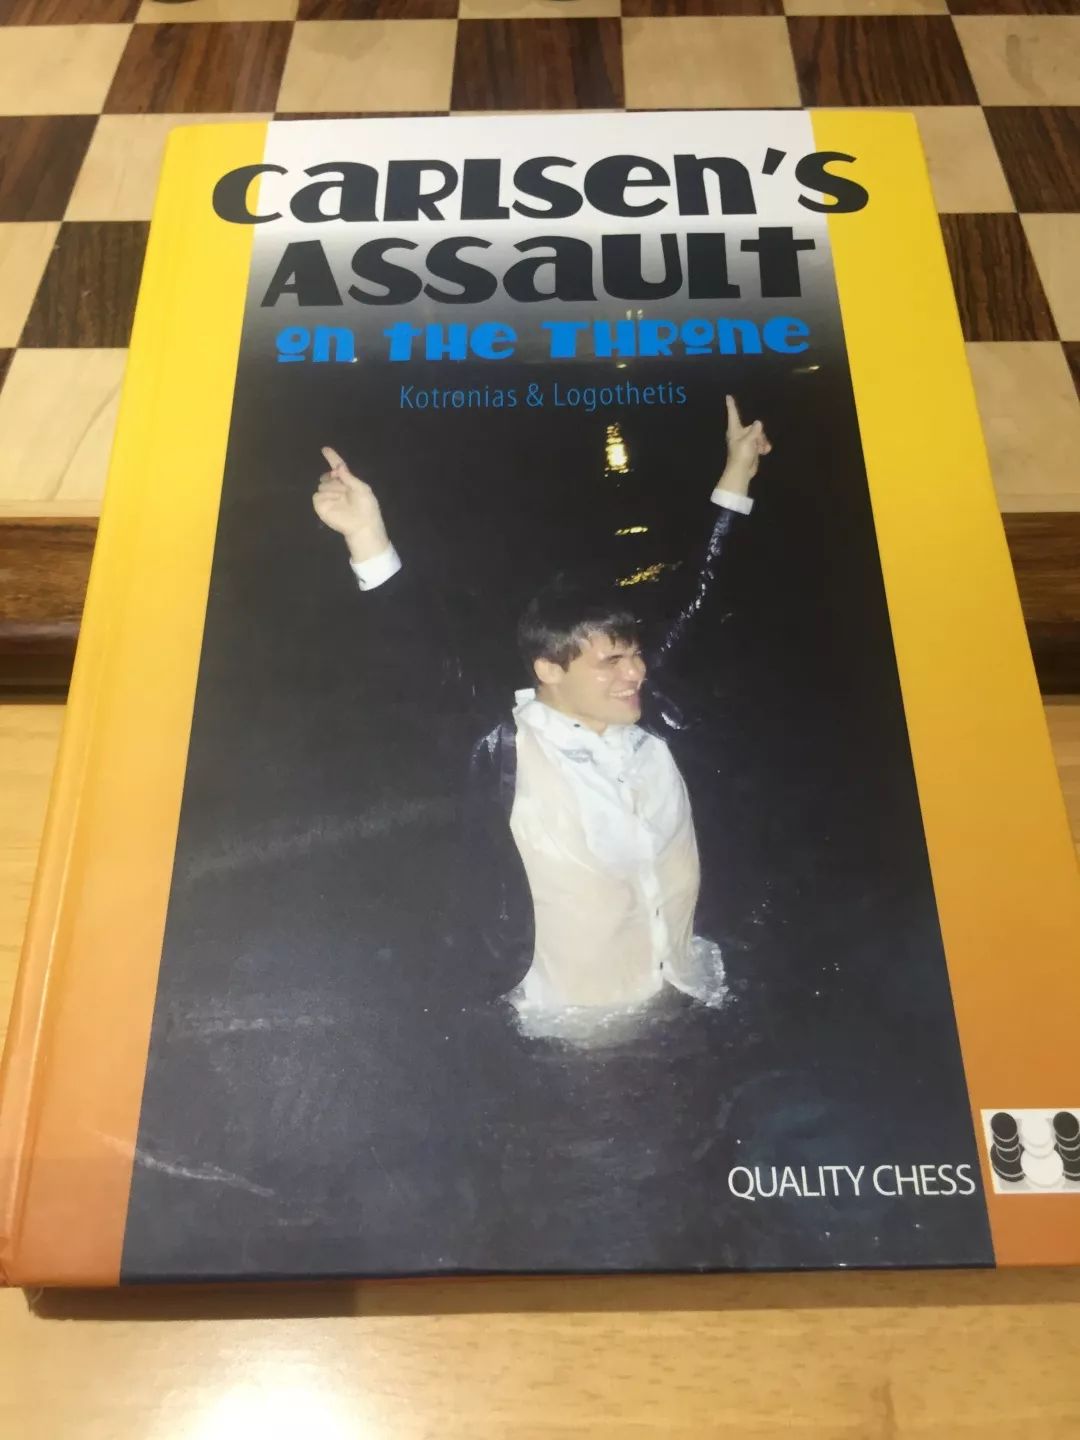 CARLSEN'S
ASSAULT
ON THE THRONE
Kotronias & Logothetis
QUALITY CHESS